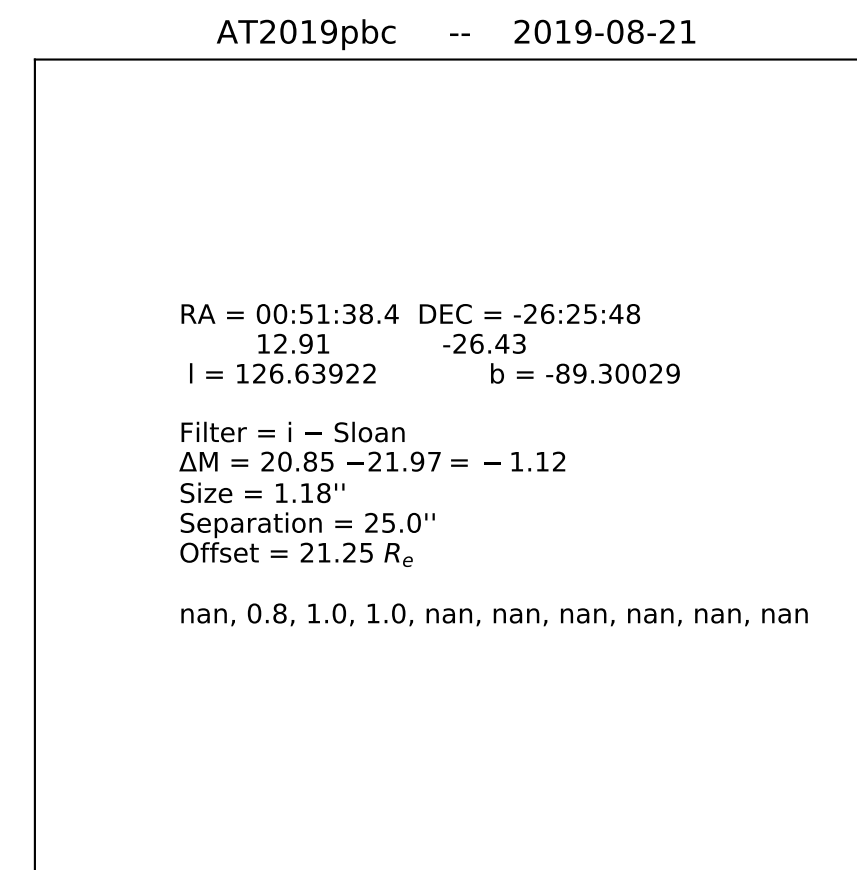 AT2019pbc -- 2019-08-21
RA = 00:51:38.4 DEC = -26:25:48
12.91 -26.43
l = 126.63922 b = -89.30029
Filter = i − Sloan
ΔM = 20.85 −21.97 = − 1.12
Size = 1.18''
Separation = 25.0''
Offset = 21.25 Rₑ
nan, 0.8, 1.0, 1.0, nan, nan, nan, nan, nan, nan